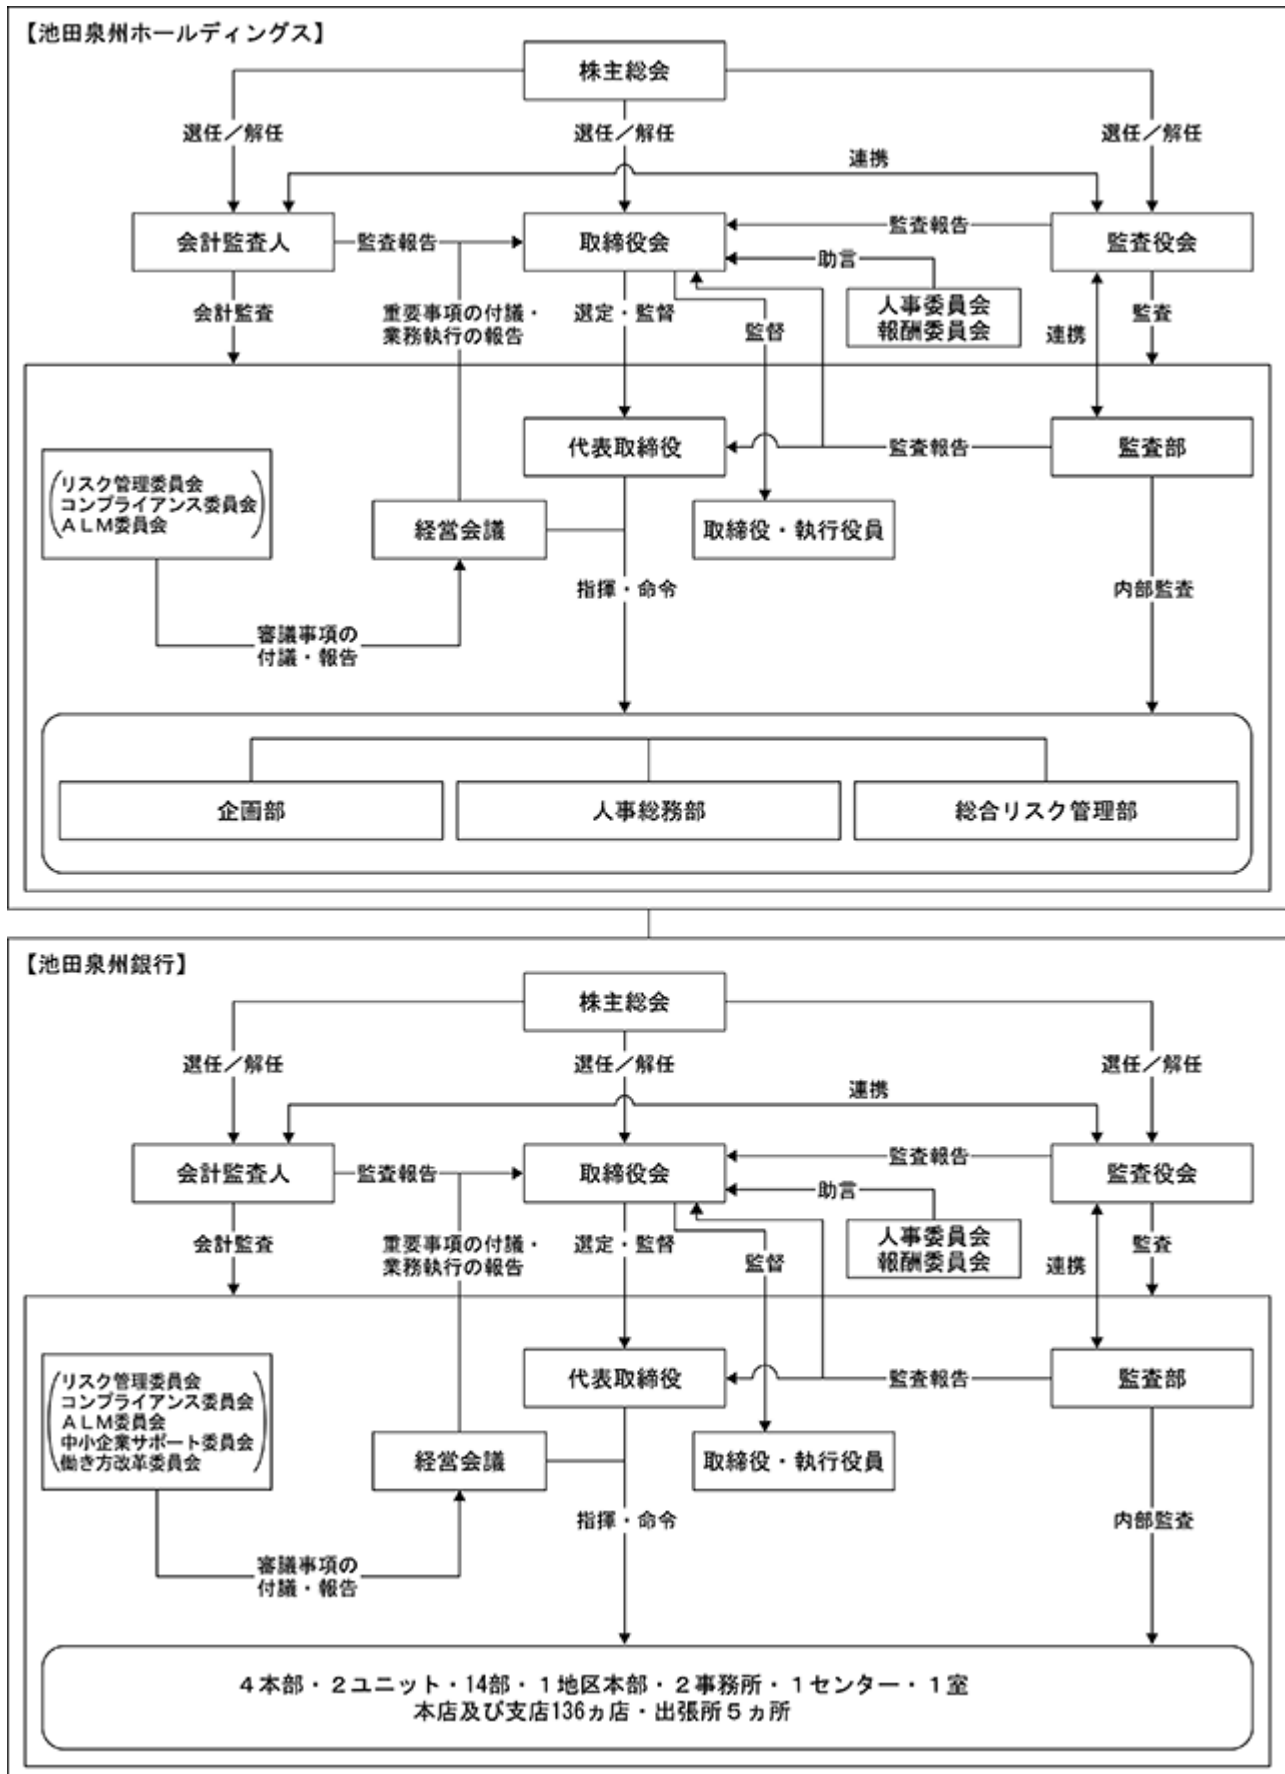 【池田泉州ホールディングス】
株主総会
選任／解任
選任／解任
選任／解任
連携
会計監査人
監査報告
取締役会
監査報告
監査役会
助言
人事委員会
報酬委員会
会計監査
重要事項の付議・
業務執行の報告
選定・監督
監督
連携
監査
代表取締役
監査報告
監査部
リスク管理委員会
コンプライアンス委員会
ＡＬＭ委員会
経営会議
取締役・執行役員
指揮・命令
内部監査
審議事項の
付議・報告
企画部
人事総務部
総合リスク管理部
【池田泉州銀行】
株主総会
選任／解任
選任／解任
選任／解任
連携
会計監査人
監査報告
取締役会
監査報告
監査役会
助言
人事委員会
報酬委員会
会計監査
重要事項の付議・
業務執行の報告
選定・監督
監督
連携
監査
代表取締役
監査報告
監査部
リスク管理委員会
コンプライアンス委員会
ＡＬＭ委員会
中小企業サポート委員会
働き方改革委員会
経営会議
取締役・執行役員
指揮・命令
内部監査
審議事項の
付議・報告
４本部・２ユニット・14部・１地区本部・２事務所・１センター・１室
本店及び支店136ヵ店・出張所５ヵ所